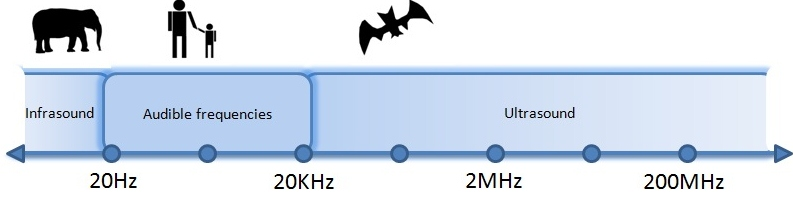 Infrasound
Audible frequencies
Ultrasound
20Hz
20KHz
2MHz
200MHz